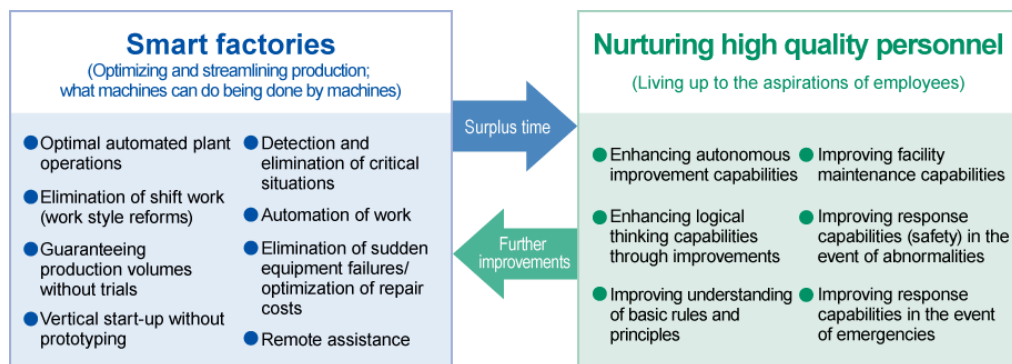 Smart factories
(Optimizing and streamlining production;
what machines can do being done by machines)
Optimal automated plant
operations
Elimination of shift work
(work style reforms)
Guaranteeing
production volumes
without trials
Vertical start-up without
prototyping
Detection and
elimination of critical
situations
Automation of work
Elimination of sudden
equipment failures/
optimization of repair
costs
Remote assistance
Surplus time
Further
improvements
Nurturing high quality personnel
(Living up to the aspirations of employees)
Enhancing autonomous
improvement capabilities
Enhancing logical
thinking capabilities
through improvements
Improving understanding
of basic rules and
principles
Improving facility
maintenance capabilities
Improving response
capabilities (safety) in the
event of abnormalities
Improving response
capabilities in the event
of emergencies